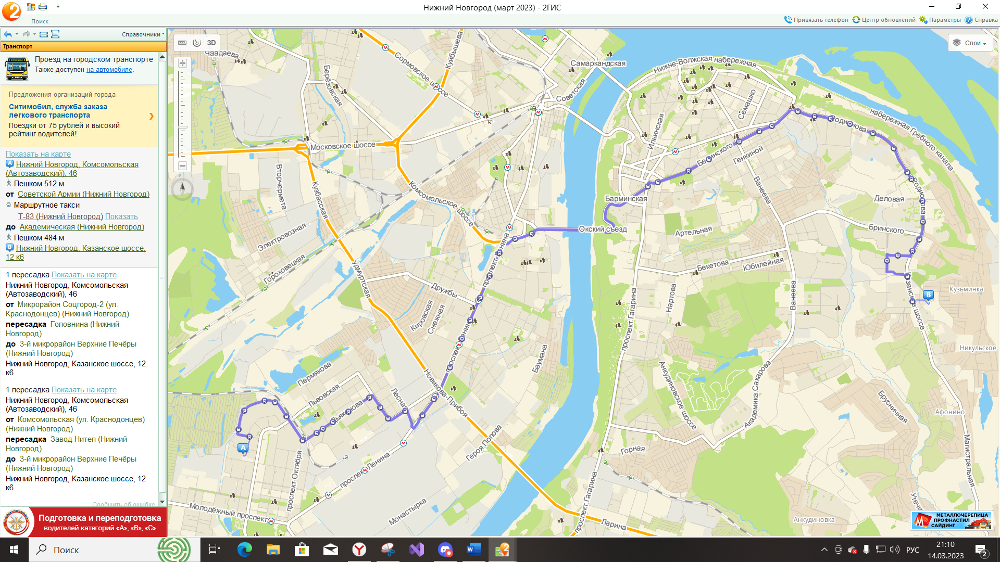 Нижний Новгород (март 2023) - 2ГИС
Поиск
Привязать телефон
Центр обновлений
Параметры
Справка
Справочники
Транспорт
Проезд на городском транспорте
Также доступен на автомобиле.
Предложения организаций города
Ситимобил, служба заказа
легкового транспорта
Поездки от 75 рублей и высокий
рейтинг водителей!
Показать на карте
A Нижний Новгород, Комсомольская
(Автозаводский), 46
Пешком 512 м
от Советской Армии (Нижний Новгород)
Маршрутное такси
Т-83 (Нижний Новгород) Показать
до Академическая (Нижний Новгород)
Пешком 484 м
B Нижний Новгород, Казанское шоссе,
12 к6
1 пересадка Показать на карте
Нижний Новгород, Комсомольская
(Автозаводский), 46
от Микрорайон Соцгород-2 (ул.
Краснодонцев) (Нижний Новгород)
пересадка Головнина (Нижний
Новгород)
до 3-й микрорайон Верхние Печёры
(Нижний Новгород)
Нижний Новгород, Казанское шоссе, 12
к6
1 пересадка Показать на карте
Нижний Новгород, Комсомольская
(Автозаводский), 46
от Комсомольская (ул. Краснодонцев)
(Нижний Новгород)
пересадка Завод Нител (Нижний
Новгород)
до 3-й микрорайон Верхние Печёры
(Нижний Новгород)
Нижний Новгород, Казанское шоссе, 12
к6
Сообщить об ошибке
Подготовка и переподготовка
водителей категорий «А», «В», «С»
3D
Слои
Чаадаева
Сормовское шоссе
Куйбышева
Самаркандская
Нижне-Волжская набережная
Берёзовская
Советская
Семашко
набережная Гребного канала
Родионова
Ильинская
Московское шоссе
Белинского
Генкиной
Вторчермета
Кузбасская
Комсомольское шоссе
Ванеева
Родионова
Барминская
Деловая
Окский съезд
Артельная
Бринского
Электровозная
проспект Ленина
Гороховецкая
Удмуртская
Бекетова
Юбилейная
Дружбы
Казанское шоссе
Кузьминка
B
Кировская
Снежная
проспект Гагарина
Нартова
Ванеева
проспект Ленина
Никульское
Баумана
Пермякова
Новикова-Прибоя
Анкудиновское шоссе
Академика Сахарова
Львовская
Лесная
Дьяконова
Брусничная
Афонино
A
Героя Попова
Горная
Магистральная
проспект Октября
проспект Ленина
проспект Гагарина
Молодёжный проспект
Монастырка
Ларина
Анкудиновка
МЕТАЛЛОЧЕРЕПИЦА
ПРОФНАСТИЛ
САЙДИНГ
Поиск
РУС
21:10
14.03.2023
2